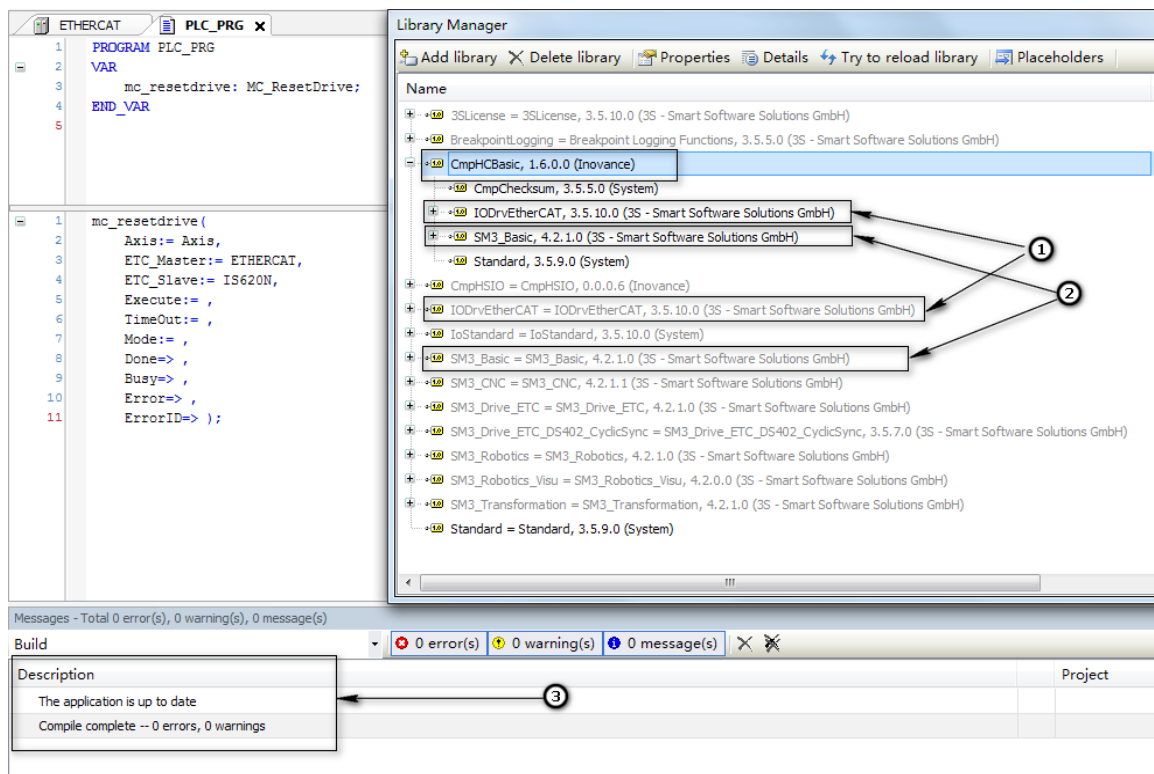 ETHERCAT
PLC_PRG
1 PROGRAM PLC_PRG
2 VAR
3 mc_resetdrive: MC_ResetDrive;
4 END_VAR
5
1 mc_resetdrive(
2 Axis:= Axis,
3 ETC_Master:= ETHERCAT,
4 ETC_Slave:= IS620N,
5 Execute:= ,
6 TimeOut:= ,
7 Mode:= ,
8 Done=> ,
9 Busy=> ,
10 Error=> ,
11 ErrorID=> );
Library Manager
Add library Delete library Properties Details Try to reload library Placeholders
Name
3SLicense = 3SLicense, 3.5.10.0 (3S - Smart Software Solutions GmbH)
BreakpointLogging = Breakpoint Logging Functions, 3.5.5.0 (3S - Smart Software Solutions GmbH)
CmpHCBasic, 1.6.0.0 (Inovance)
CmpChecksum, 3.5.5.0 (System)
IODrvEtherCAT, 3.5.10.0 (3S - Smart Software Solutions GmbH)
SM3_Basic, 4.2.1.0 (3S - Smart Software Solutions GmbH)
Standard, 3.5.9.0 (System)
CmpHSIO = CmpHSIO, 0.0.0.6 (Inovance)
IODrvEtherCAT = IODrvEtherCAT, 3.5.10.0 (3S - Smart Software Solutions GmbH)
IoStandard = IoStandard, 3.5.10.0 (System)
SM3_Basic = SM3_Basic, 4.2.1.0 (3S - Smart Software Solutions GmbH)
SM3_CNC = SM3_CNC, 4.2.1.1 (3S - Smart Software Solutions GmbH)
SM3_Drive_ETC = SM3_Drive_ETC, 4.2.1.0 (3S - Smart Software Solutions GmbH)
SM3_Drive_ETC_DS402_CyclicSync = SM3_Drive_ETC_DS402_CyclicSync, 3.5.7.0 (3S - Smart Software Solutions GmbH)
SM3_Robotics = SM3_Robotics, 4.2.1.0 (3S - Smart Software Solutions GmbH)
SM3_Robotics_Visu = SM3_Robotics_Visu, 4.2.0.0 (3S - Smart Software Solutions GmbH)
SM3_Transformation = SM3_Transformation, 4.2.1.0 (3S - Smart Software Solutions GmbH)
Standard = Standard, 3.5.9.0 (System)
1
2
Messages - Total 0 error(s), 0 warning(s), 0 message(s)
Build 0 error(s) 0 warning(s) 0 message(s)
Description Project
The application is up to date
3
Compile complete -- 0 errors, 0 warnings